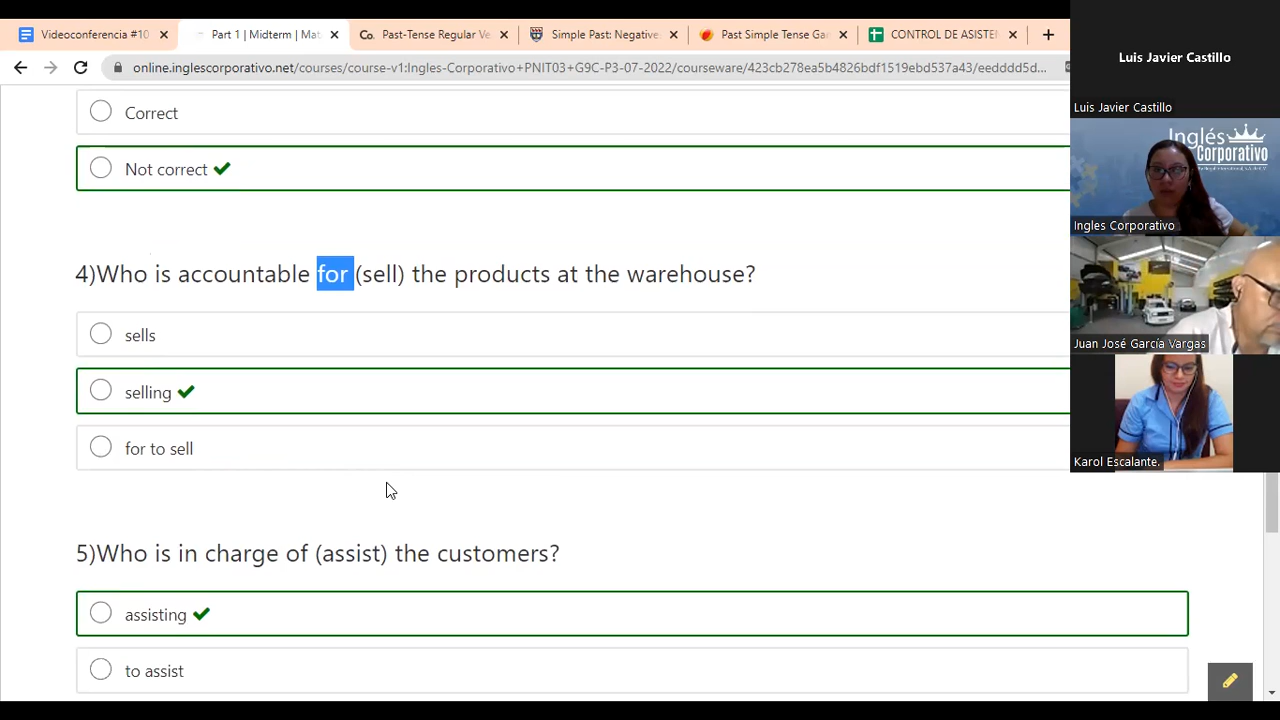 Videoconferencia #10
Part 1 | Midterm | Mat
Co. Past-Tense Regular Ve
Simple Past: Negative
Past Simple Tense Gar
CONTROL DE ASISTEN
online.inglescorporativo.net/courses/course-v1:Ingles-Corporativo+PNIT03+G9C-P3-07-2022/courseware/423cb278ea5b4826bdf1519ebd537a43/eedddd5d...
Correct
Not correct
4)Who is accountable for (sell) the products at the warehouse?
sells
selling
for to sell
5)Who is in charge of (assist) the customers?
assisting
to assist
Luis Javier Castillo
Luis Javier Castillo
Inglés
Corporativo
Ingles Corporativo
Juan José García Vargas
Karol Escalante.